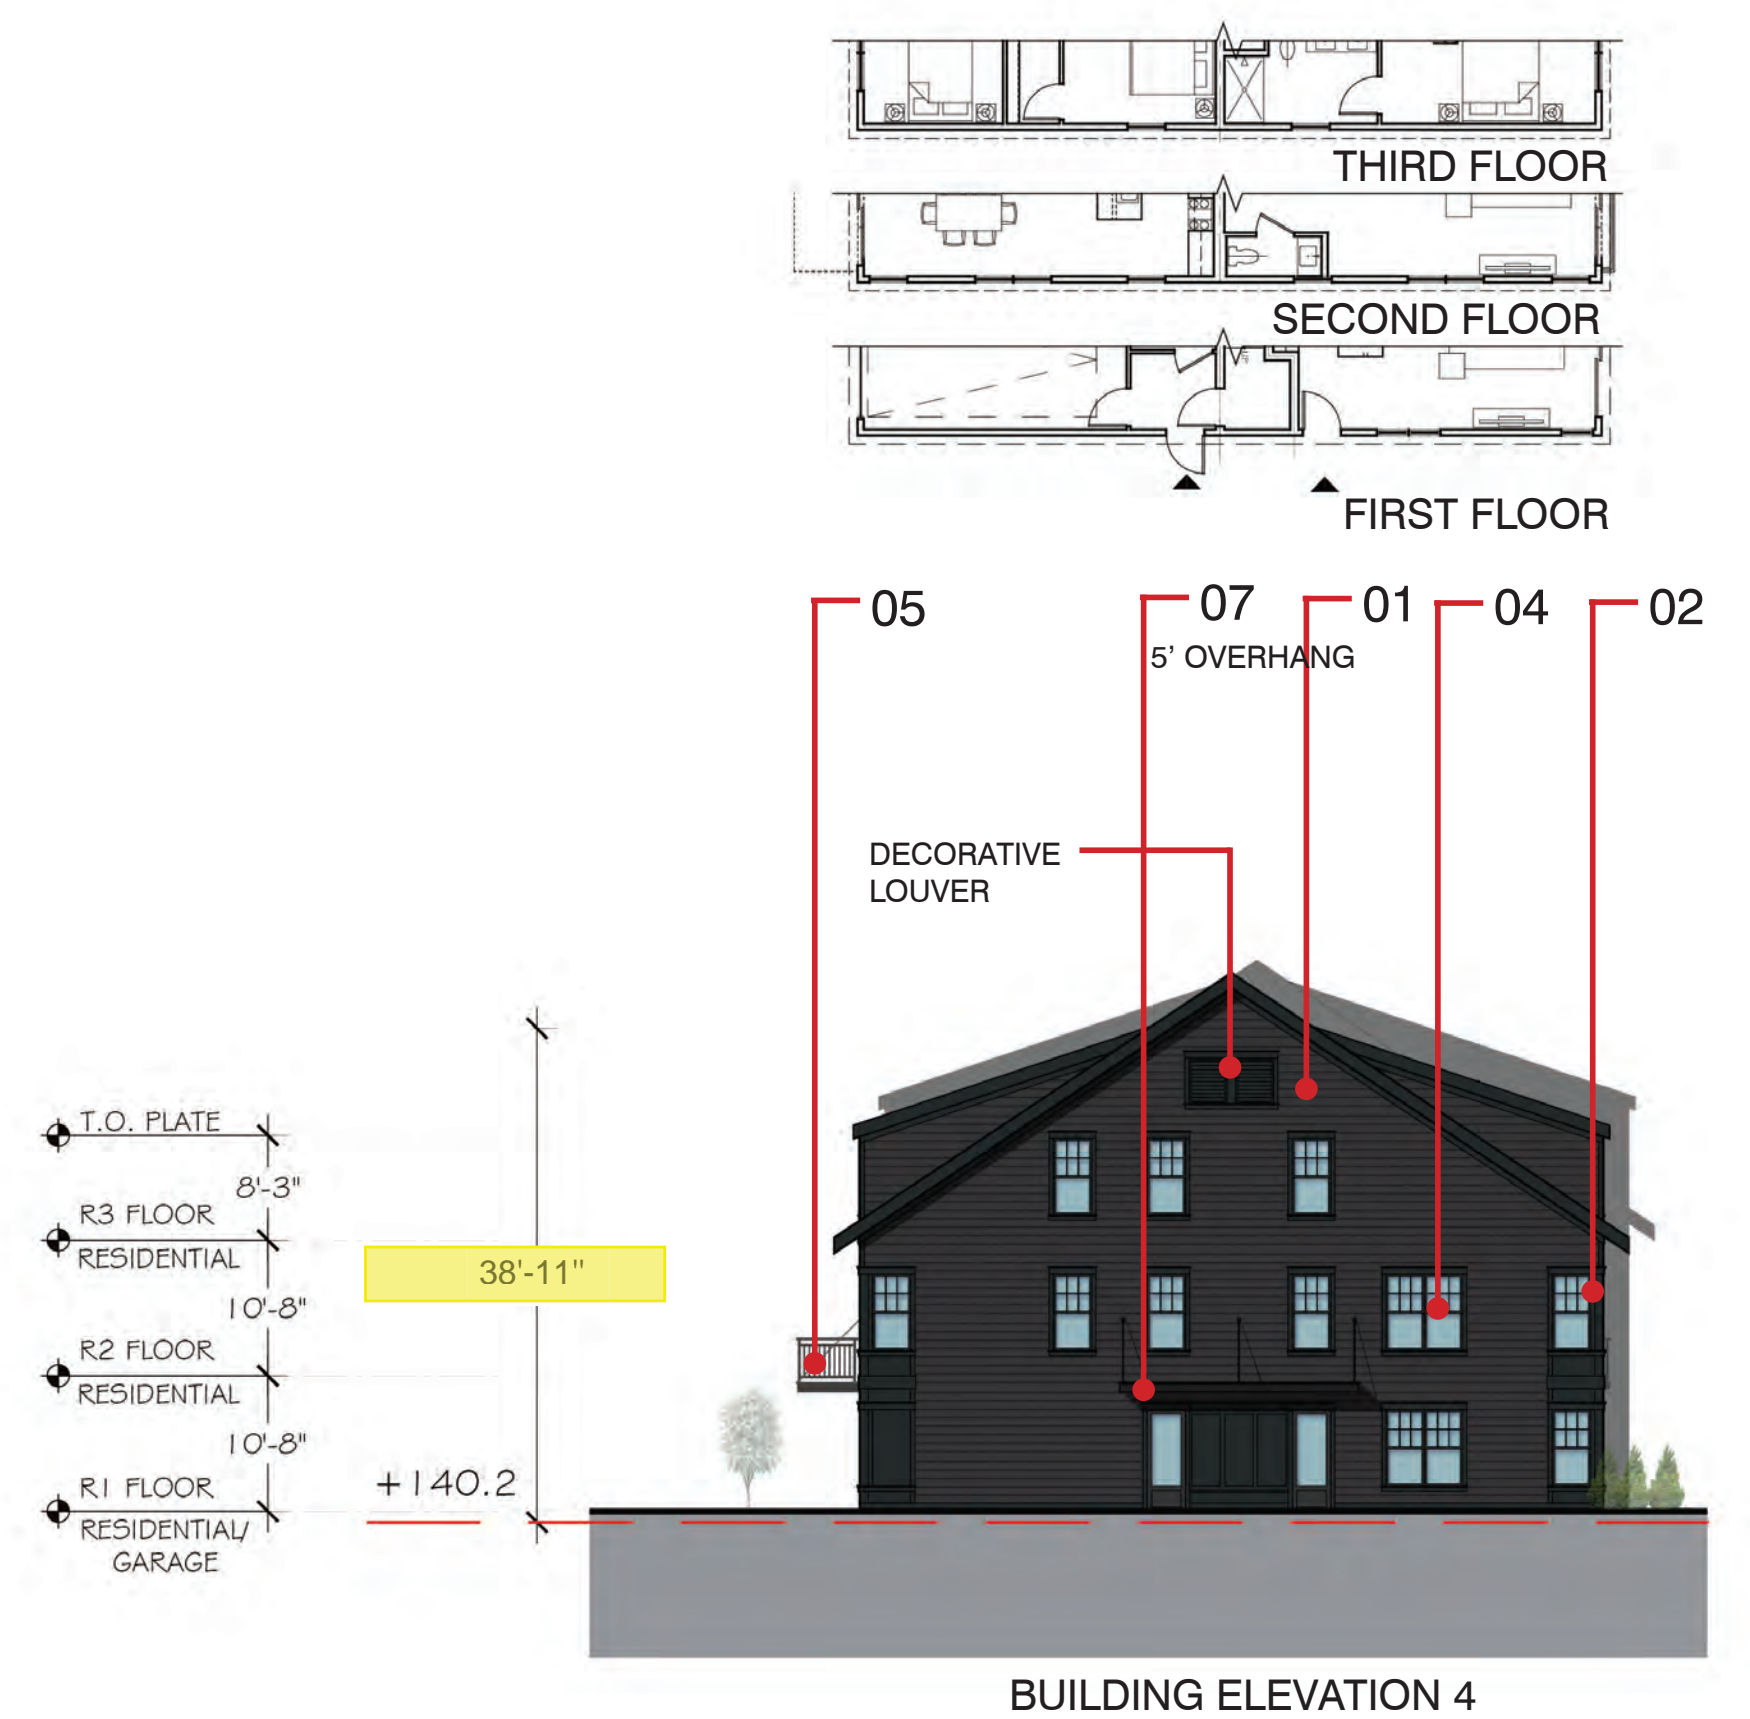 THIRD FLOOR
SECOND FLOOR
UP
FIRST FLOOR
05
07
01
04
02
5’ OVERHANG
DECORATIVE
LOUVER
T.O. PLATE
8'-3"
R3 FLOOR
RESIDENTIAL
38'-11"
10'-8"
R2 FLOOR
RESIDENTIAL
10'-8"
+140.2
R1 FLOOR
RESIDENTIAL/
GARAGE
BUILDING ELEVATION 4